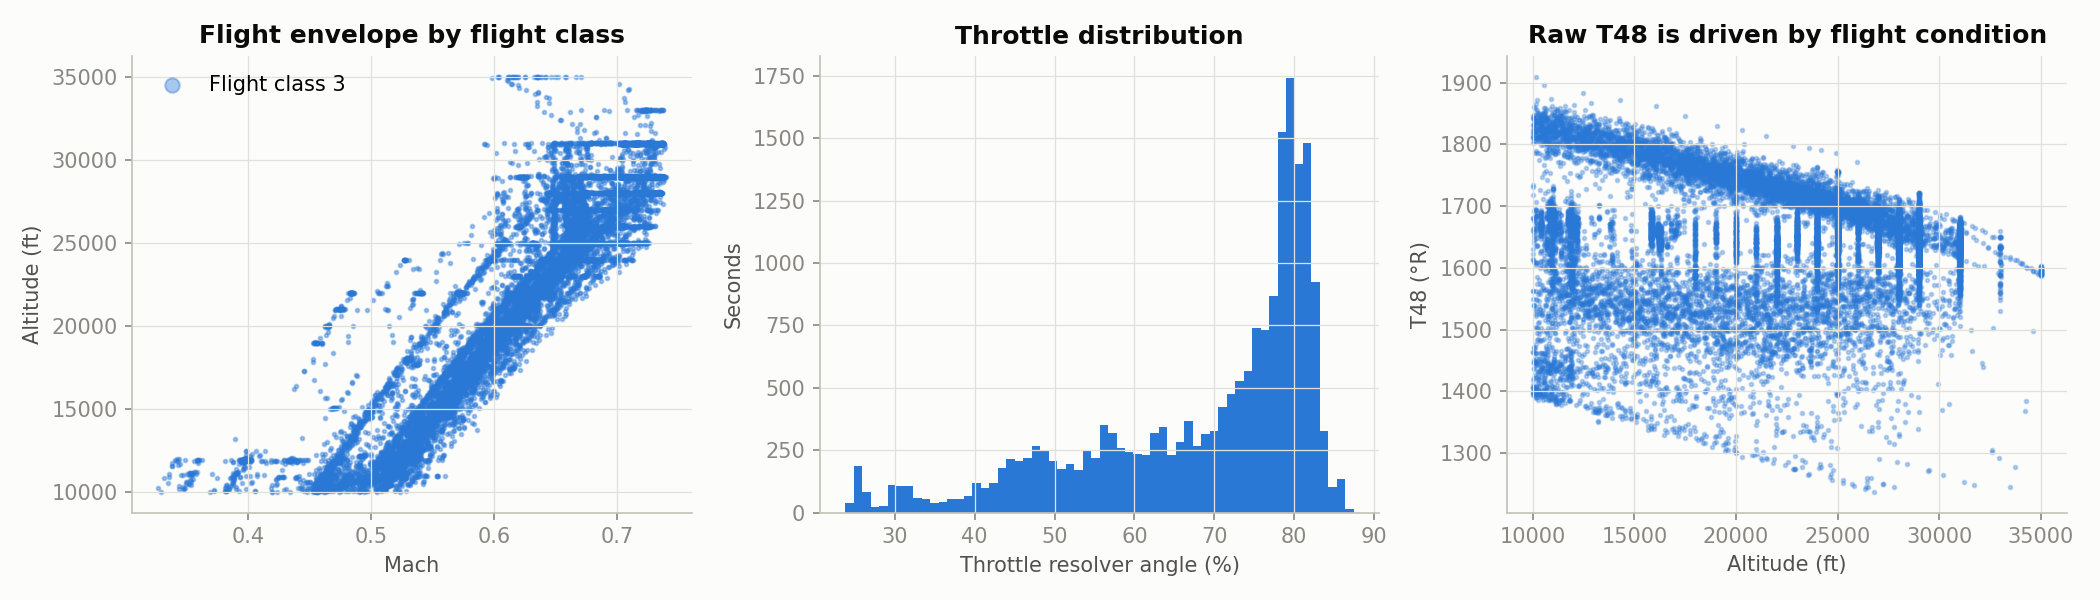 Flight envelope by flight class
Flight class 3
35000
30000
25000
20000
15000
10000
Altitude (ft)
0.4 0.5 0.6 0.7
Mach
Throttle distribution
1750
1500
1250
1000
750
500
250
0
Seconds
30 40 50 60 70 80 90
Throttle resolver angle (%)
Raw T48 is driven by flight condition
1900
1800
1700
1600
1500
1400
1300
T48 (°R)
10000 15000 20000 25000 30000 35000
Altitude (ft)